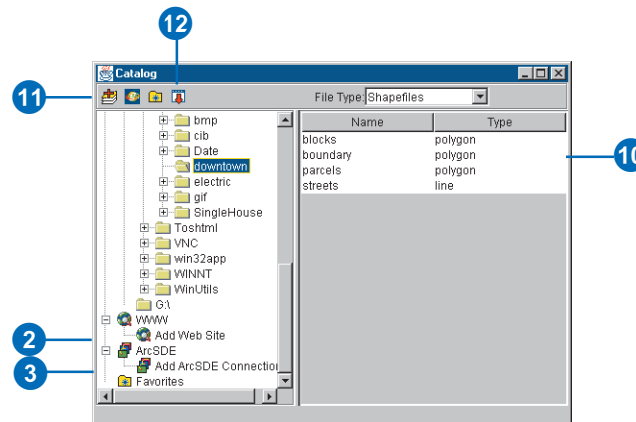 12
Catalog
11
File Type: Shapefiles
bmp
cib
Date
downtown
electric
gif
SingleHouse
Toshtml
VNC
win32app
WINNT
WinUtils
G:\
WWW
Add Web Site
ArcSDE
Add ArcSDE Connection
Favorites
Name Type
blocks polygon
boundary polygon
parcels polygon
streets line
10
2
3